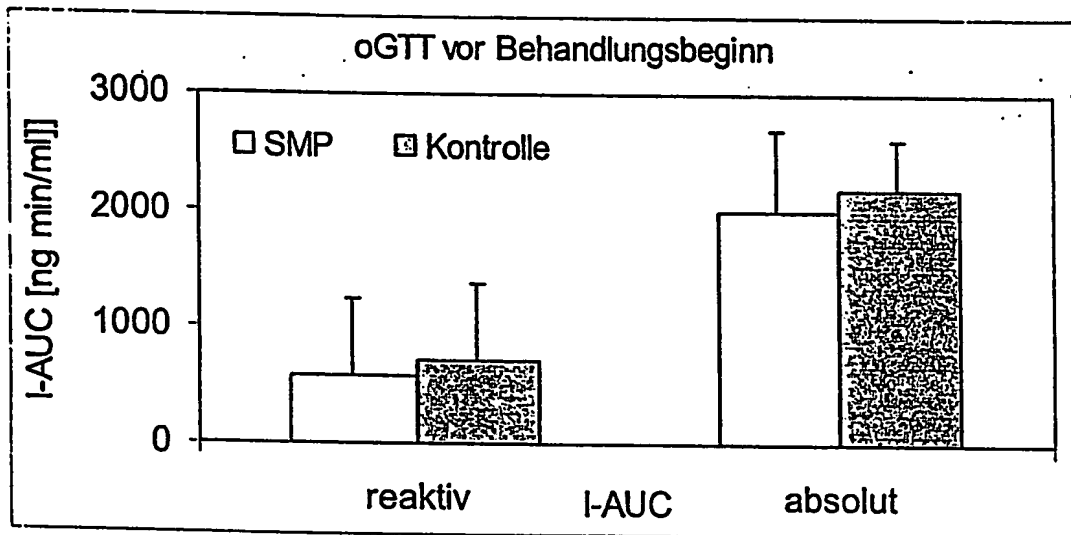 oGTT vor Behandlungsbeginn
3000
2000
1000
0
I-AUC [ng min/ml]]
SMP Kontrolle
reaktiv I-AUC absolut